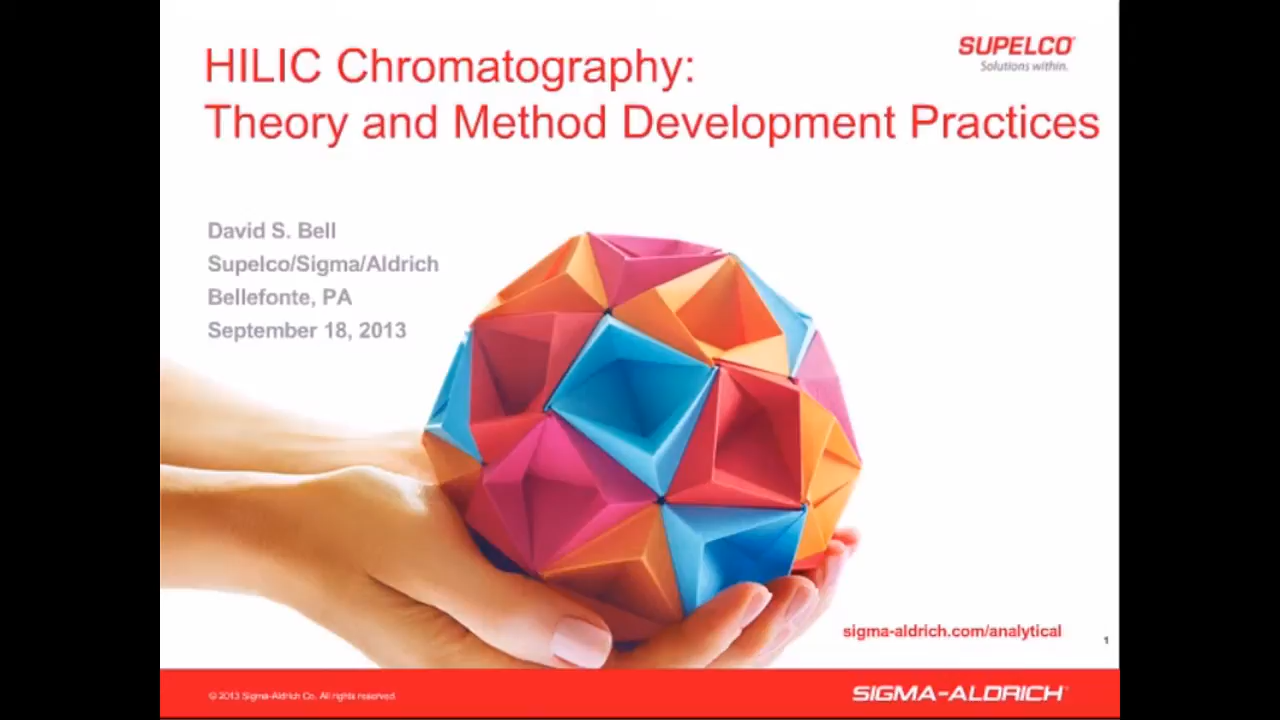 HILIC Chromatography:
Theory and Method Development Practices
SUPELCO
Solutions within.
David S. Bell
Supelco/Sigma/Aldrich
Bellefonte, PA
September 18, 2013
sigma-aldrich.com/analytical
1
© 2013 Sigma-Aldrich Co. All rights reserved.
SIGMA-ALDRICH